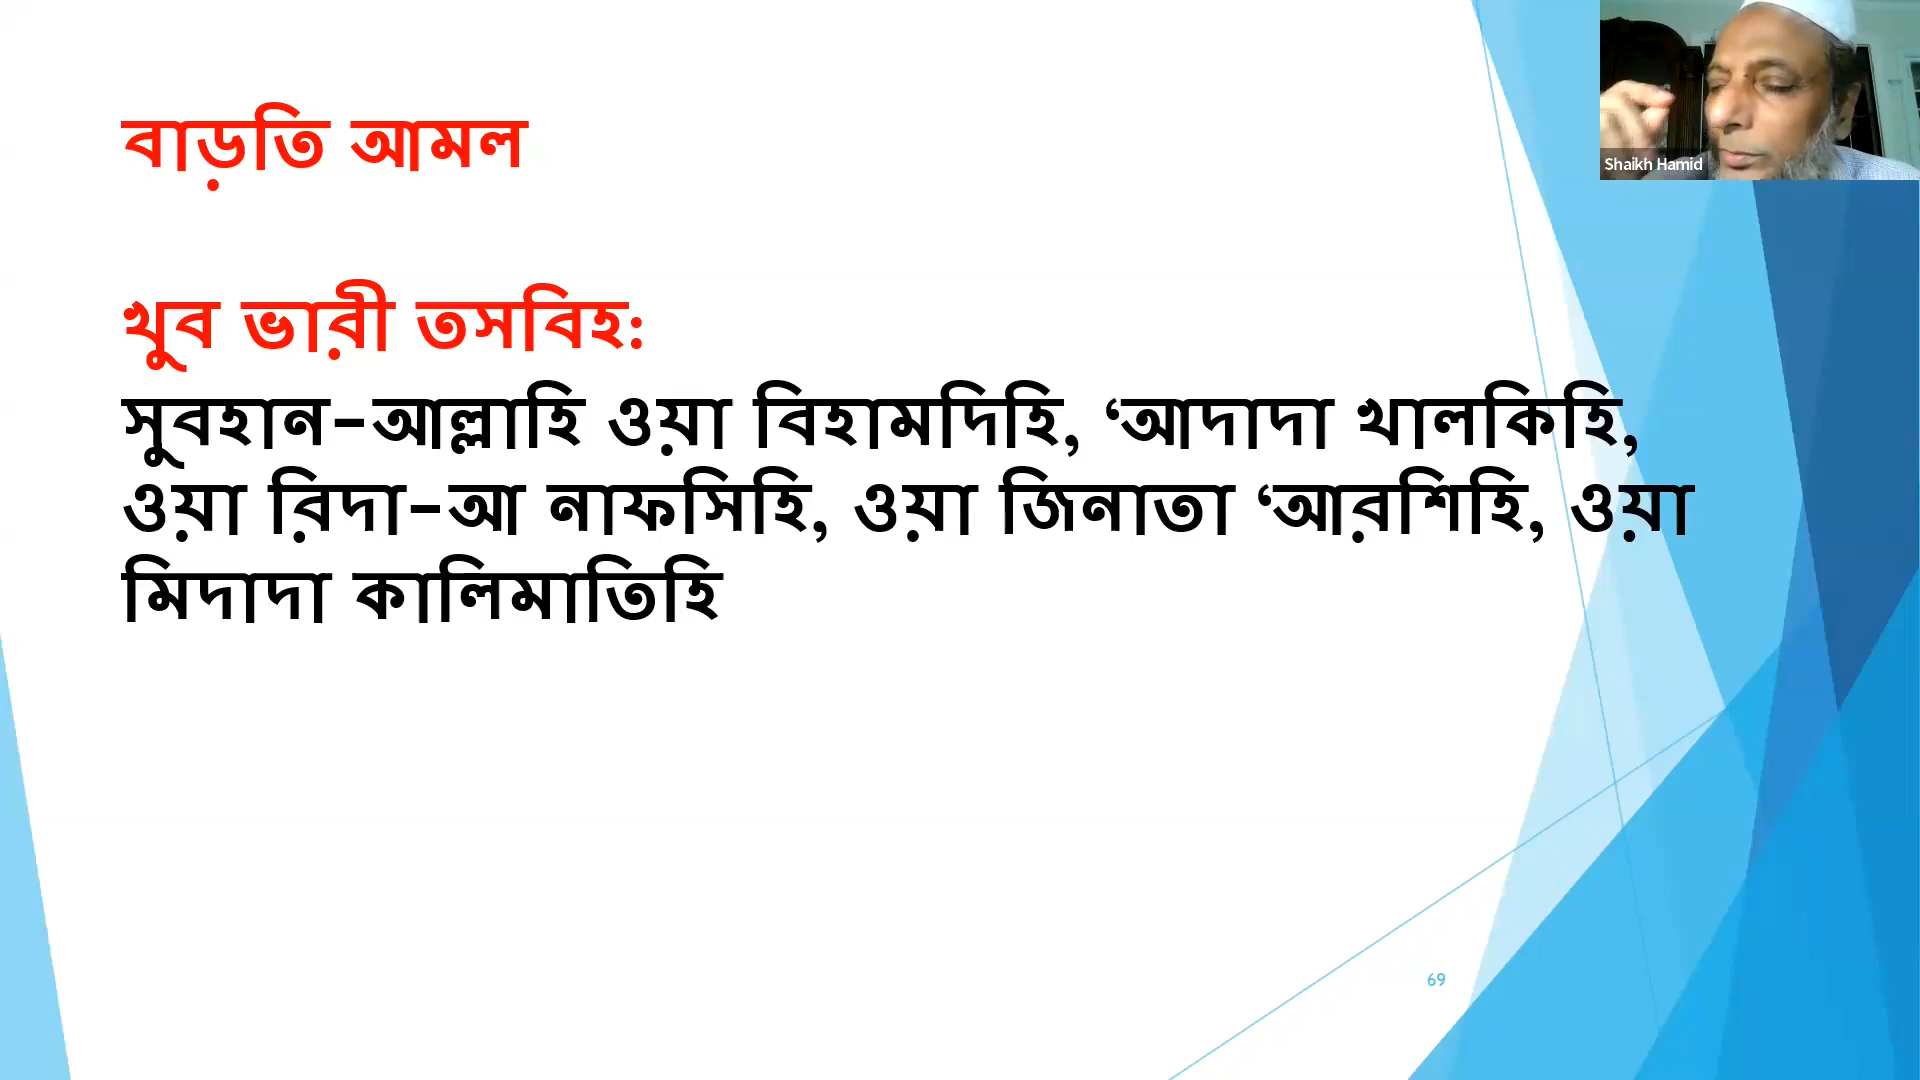 বাড়তি আমল
খুব ভারী তসবিহ:
সুবহান-আল্লাহি ওয়া বিহামদিহি, ‘আদাদা খালকিহি,
ওয়া রিদা-আ নাফসিহি, ওয়া জিনাতা ‘আরশিহি, ওয়া
মিদাদা কালিমাতিহি
Shaikh Hamid
69